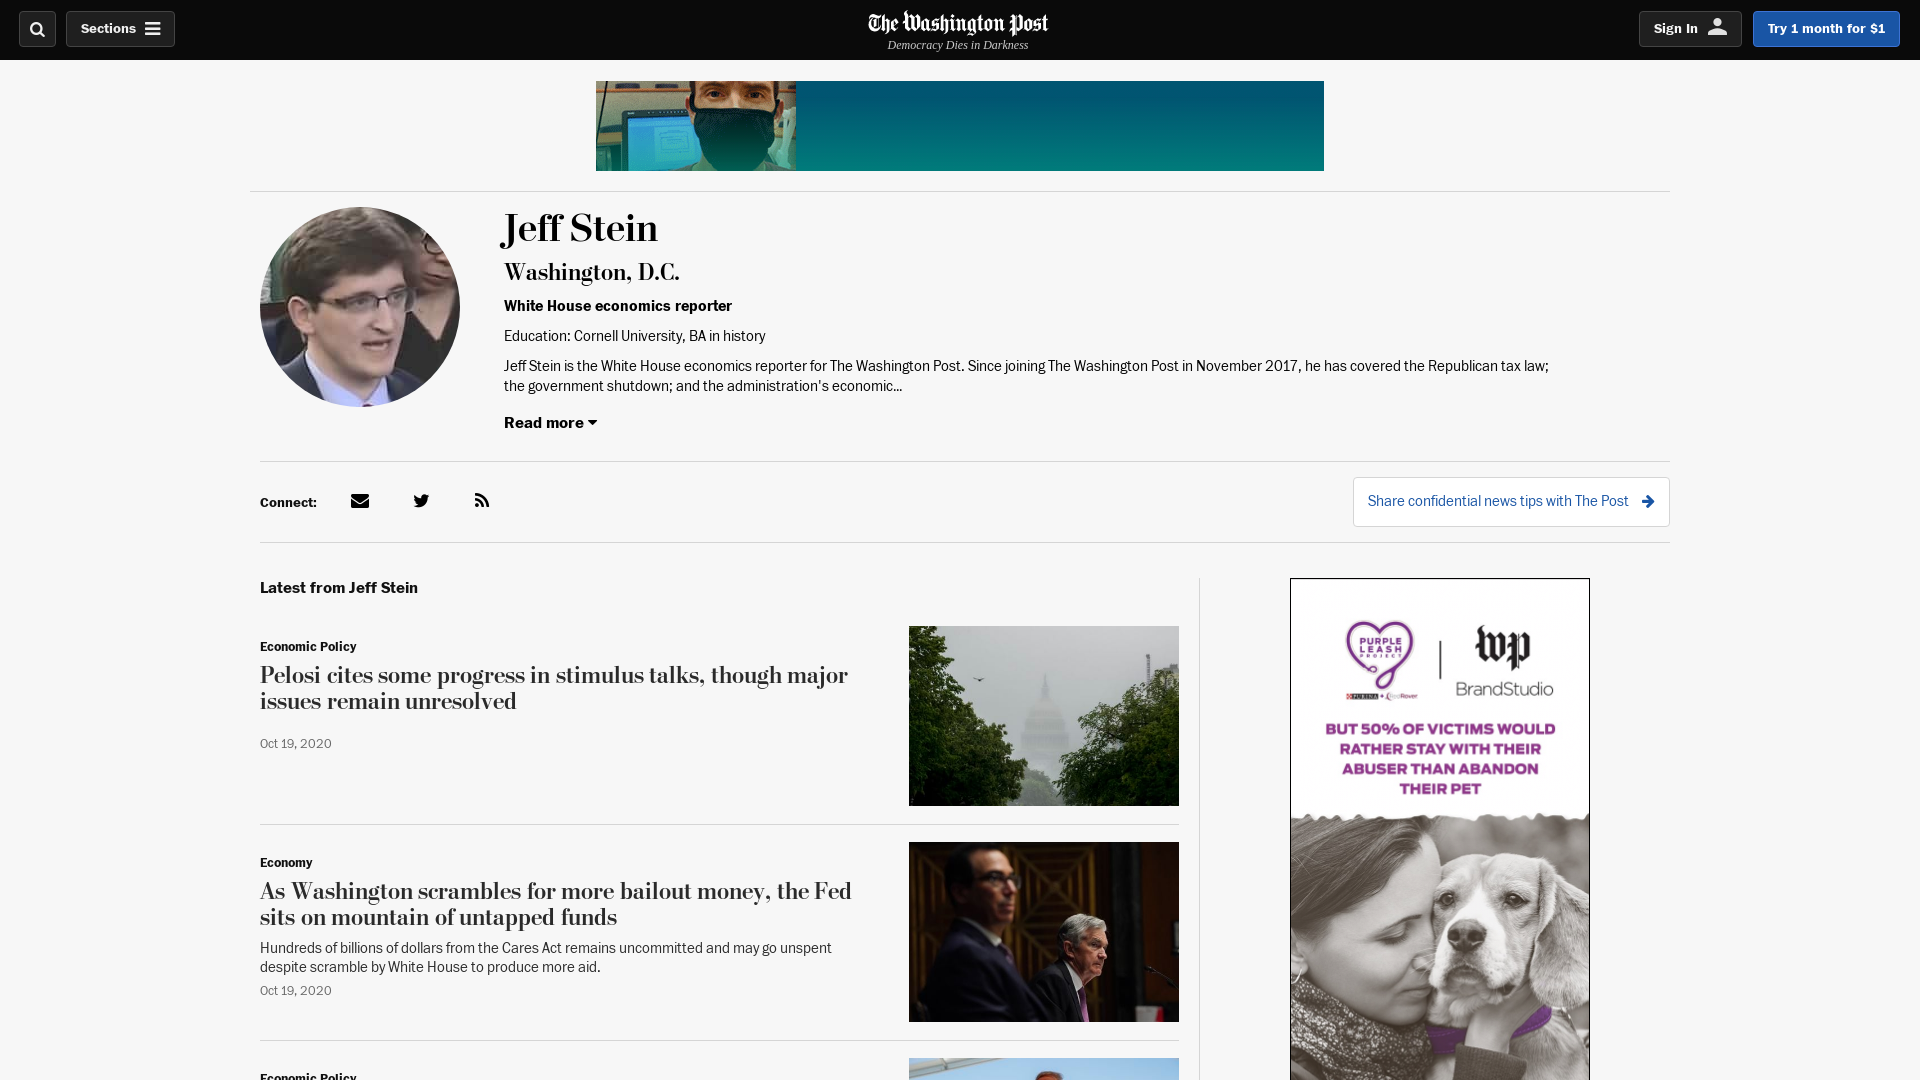 Sections
The Washington Post
Democracy Dies in Darkness
Sign In
Try 1 month for $1
Jeff Stein
Washington, D.C.
White House economics reporter
Education: Cornell University, BA in history
Jeff Stein is the White House economics reporter for The Washington Post. Since joining The Washington Post in November 2017, he has covered the Republican tax law;
the government shutdown; and the administration's economic...
Read more
Connect:
Share confidential news tips with The Post
Latest from Jeff Stein
Economic Policy
Pelosi cites some progress in stimulus talks, though major
issues remain unresolved
Oct 19, 2020
Economy
As Washington scrambles for more bailout money, the Fed
sits on mountain of untapped funds
Hundreds of billions of dollars from the Cares Act remains uncommitted and may go unspent
despite scramble by White House to produce more aid.
Oct 19, 2020
Economic Policy
PURPLE
LEASH
PROJECT
PURINA + RedRover
wp
BrandStudio
BUT 50% OF VICTIMS WOULD
RATHER STAY WITH THEIR
ABUSER THAN ABANDON
THEIR PET